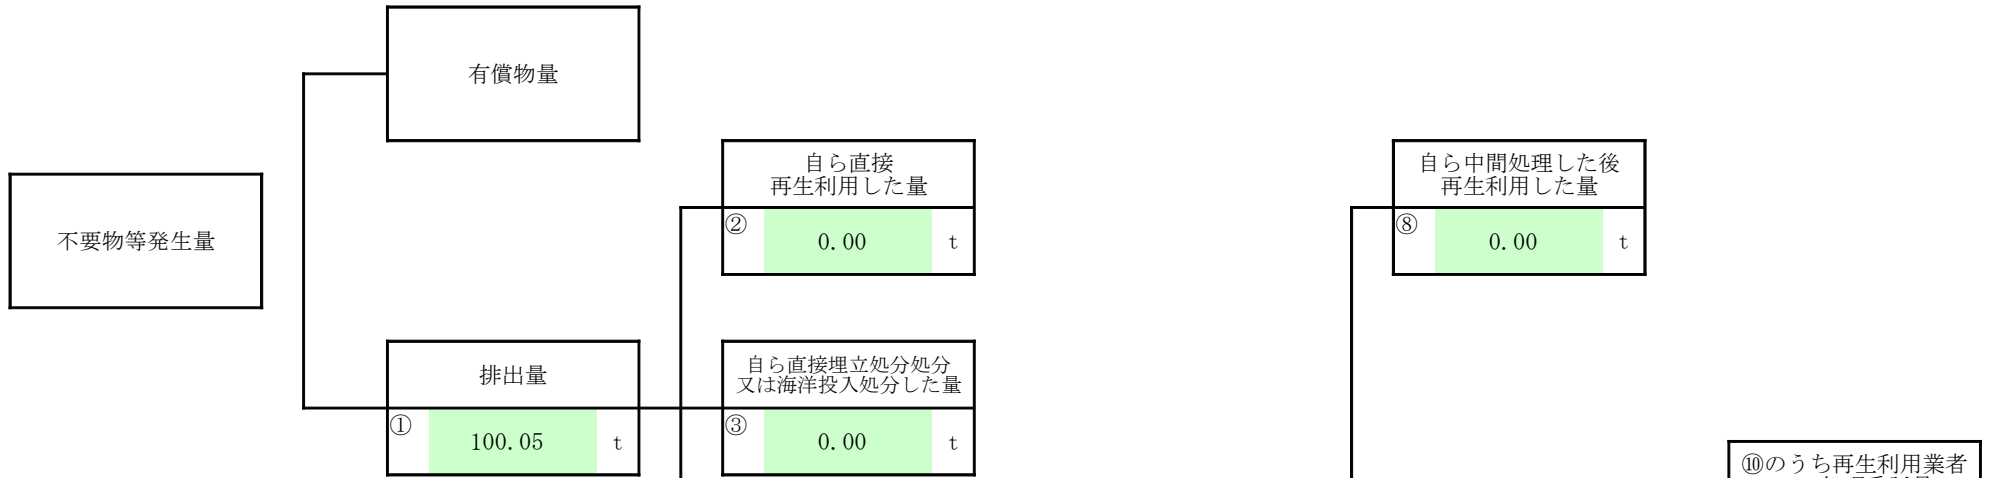 有償物量
自ら直接
再生利用した量
② 0.00 t
自ら中間処理した後
再生利用した量
⑧ 0.00 t
不要物等発生量
排出量
① 100.05 t
自ら直接埋立処分処分
又は海洋投入処分した量
③ 0.00 t
⑩のうち再生利用業者